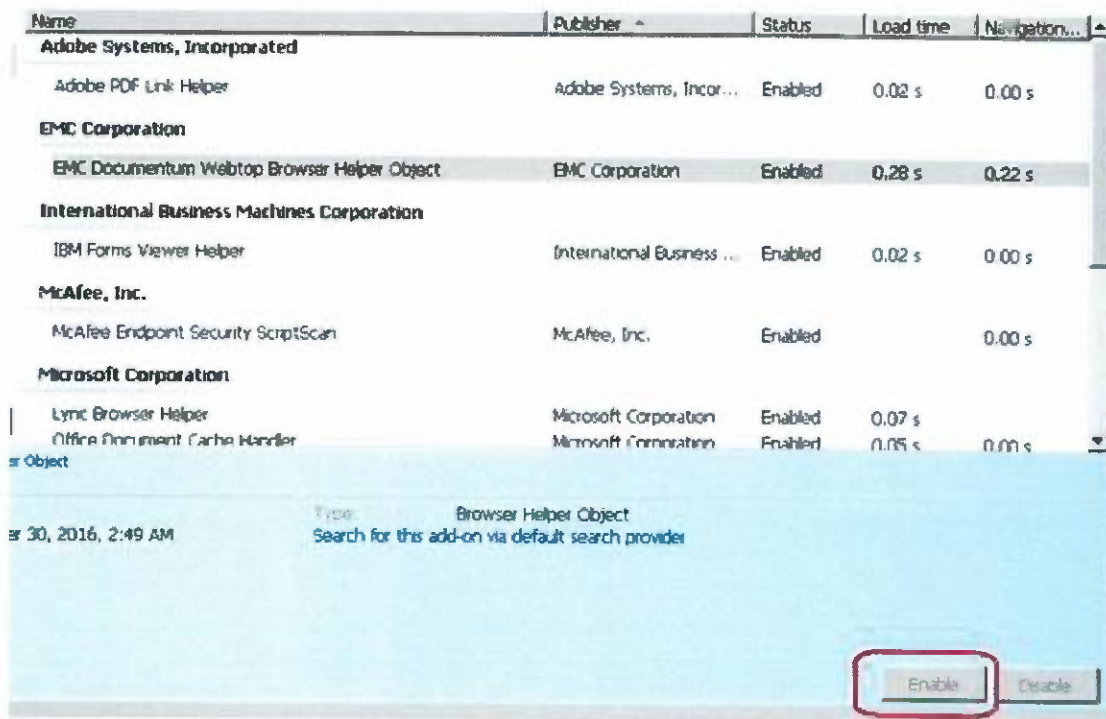 Name Publisher Status Load time Navigation...
Adobe Systems, Incorporated
Adobe PDF Link Helper Adobe Systems, Incor... Enabled 0.02 s 0.00 s
EMC Corporation
EMC Documentum Webtop Browser Helper Object EMC Corporation Enabled 0.28 s 0.22 s
International Business Machines Corporation
IBM Forms Viewer Helper International Business ... Enabled 0.02 s 0.00 s
McAfee, Inc.
McAfee Endpoint Security ScriptScan McAfee, Inc. Enabled 0.00 s
Microsoft Corporation
Lync Browser Helper Microsoft Corporation Enabled 0.07 s
Office Document Cache Handler Microsoft Corporation Enabled 0.05 s 0.00 s
er Object
Type: Browser Helper Object
er 30, 2016, 2:49 AM Search for this add-on via default search provider
Enable Disable